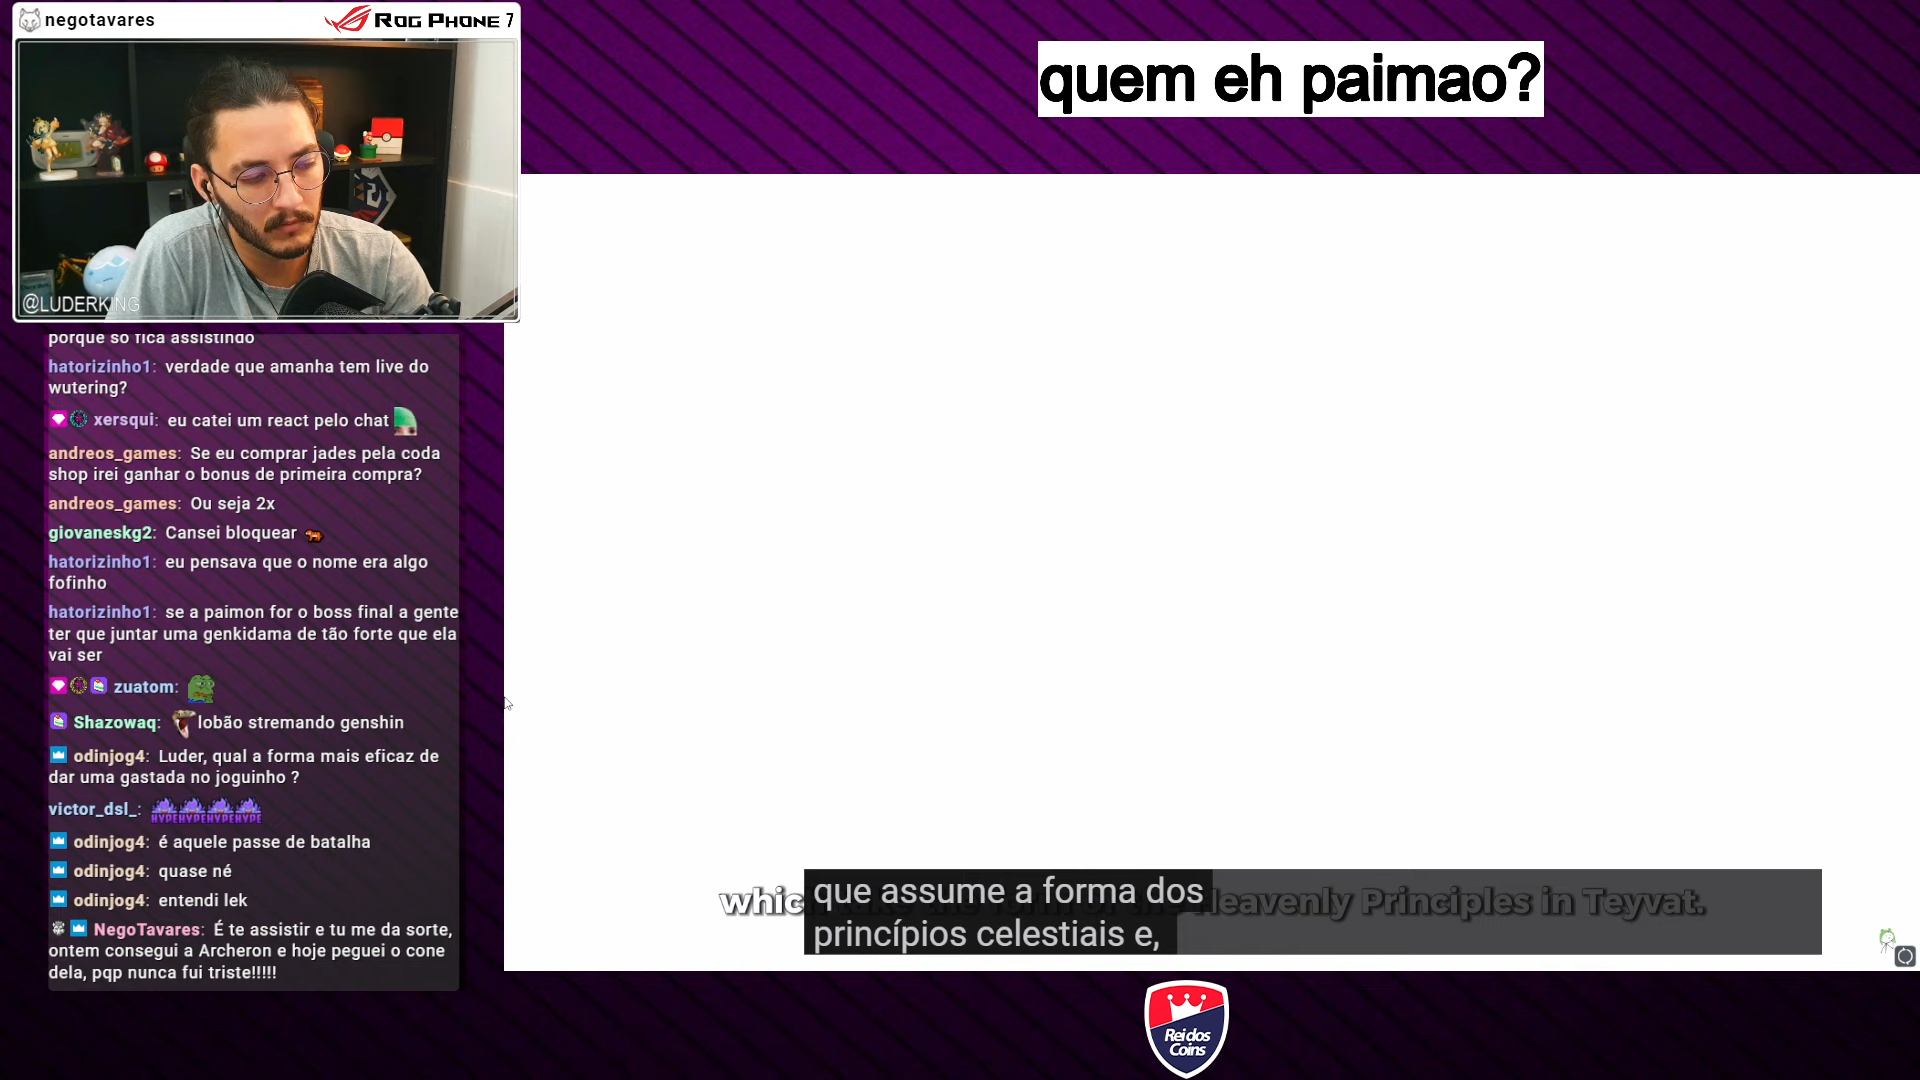 negotavares
ROG PHONE 7
quem eh paimao?
@LUDERKING
porque so fica assistindo
hatorizinho1: verdade que amanha tem live do
wutering?
xersqui: eu catei um react pelo chat
andreos_games: Se eu comprar jades pela coda
shop irei ganhar o bonus de primeira compra?
andreos_games: Ou seja 2x
giovaneskg2: Cansei bloquear
hatorizinho1: eu pensava que o nome era algo
fofinho
hatorizinho1: se a paimon for o boss final a gente
ter que juntar uma genkidama de tão forte que ela
vai ser
zuatom:
Shazowaq: lobão stremando genshin
odinjog4: Luder, qual a forma mais eficaz de
dar uma gastada no joguinho ?
victor_dsl_: HYPE HYPE HYPE HYPE
odinjog4: é aquele passe de batalha
odinjog4: quase né
odinjog4: entendi lek
NegoTavares: É te assistir e tu me da sorte,
ontem consegui a Archeron e hoje peguei o cone
dela, pqp nunca fui triste!!!!!
Heavenly Principles in Teyvat.
que assume a forma dos
princípios celestiais e,
Rei dos
Coins